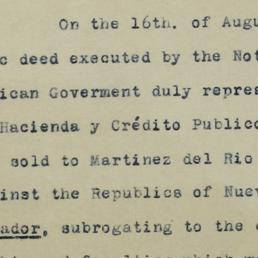 On the 16th. of Augu
c deed executed by the Not
ican Goverment duly repres
Hacienda y Crédito Publico
sold to Martinez del Rio
inst the Republics of Nuev
ador, subrogating to the